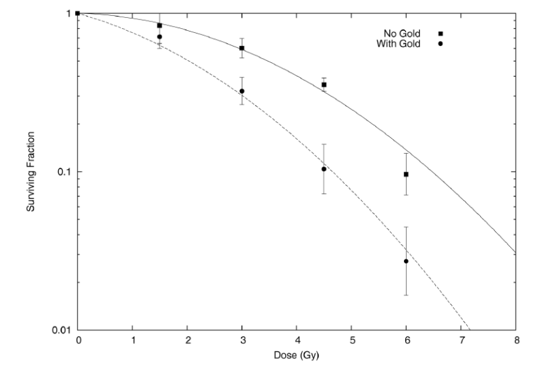 1
No Gold
With Gold
0.1
0.01
Surviving Fraction
0 1 2 3 4 5 6 7 8
Dose (Gy)